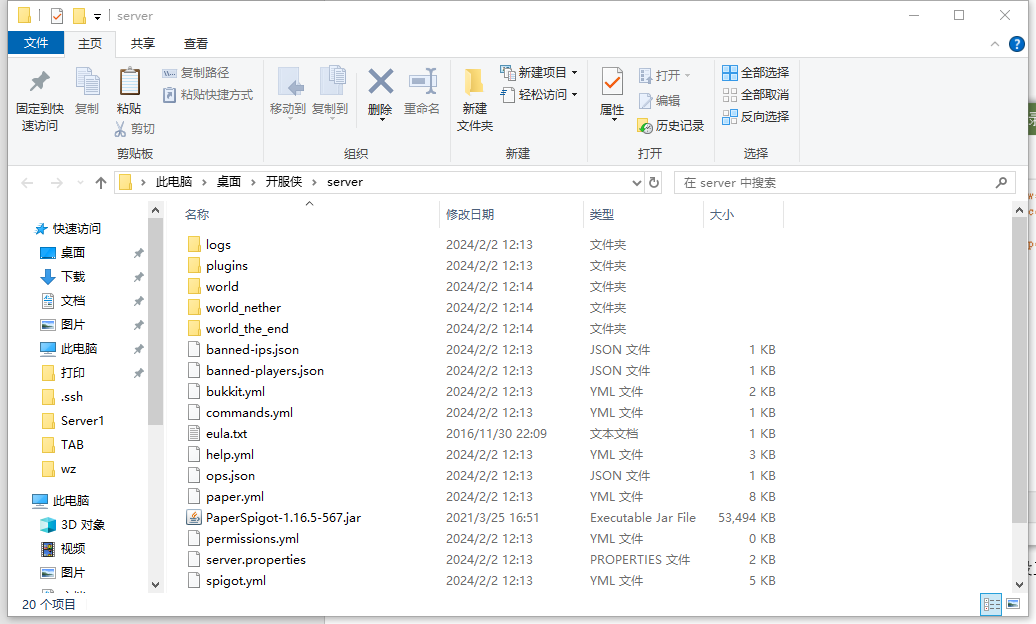 server
文件 主页 共享 查看
固定到快速访问
复制
粘贴
复制路径
粘贴快捷方式
剪切
剪贴板
移动到
复制到
删除
重命名
组织
新建文件夹
新建项目
轻松访问
新建
属性
打开
编辑
历史记录
打开
全部选择
全部取消
反向选择
选择
此电脑 桌面 开服侠 server
在 server 中搜索
快速访问
桌面
下载
文档
图片
此电脑
打印
.ssh
Server1
TAB
wz
此电脑
3D 对象
视频
图片
名称 修改日期 类型 大小
logs 2024/2/2 12:13 文件夹
plugins 2024/2/2 12:13 文件夹
world 2024/2/2 12:14 文件夹
world_nether 2024/2/2 12:14 文件夹
world_the_end 2024/2/2 12:14 文件夹
banned-ips.json 2024/2/2 12:13 JSON 文件 1 KB
banned-players.json 2024/2/2 12:13 JSON 文件 1 KB
bukkit.yml 2024/2/2 12:13 YML 文件 2 KB
commands.yml 2024/2/2 12:13 YML 文件 1 KB
eula.txt 2016/11/30 22:09 文本文档 1 KB
help.yml 2024/2/2 12:13 YML 文件 3 KB
ops.json 2024/2/2 12:13 JSON 文件 1 KB
paper.yml 2024/2/2 12:13 YML 文件 8 KB
PaperSpigot-1.16.5-567.jar 2021/3/25 16:51 Executable Jar File 53,494 KB
permissions.yml 2024/2/2 12:13 YML 文件 0 KB
server.properties 2024/2/2 12:13 PROPERTIES 文件 2 KB
spigot.yml 2024/2/2 12:13 YML 文件 5 KB
20 个项目